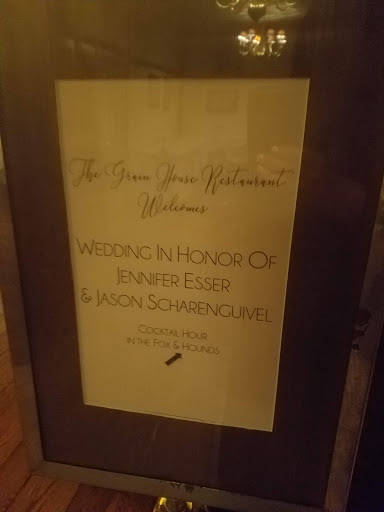 The Grain House Restaurant
Welcomes
WEDDING IN HONOR OF
JENNIFER ESSER
& JASON SCHARENGUIVEL
COCKTAIL HOUR
IN THE FOX & HOUNDS